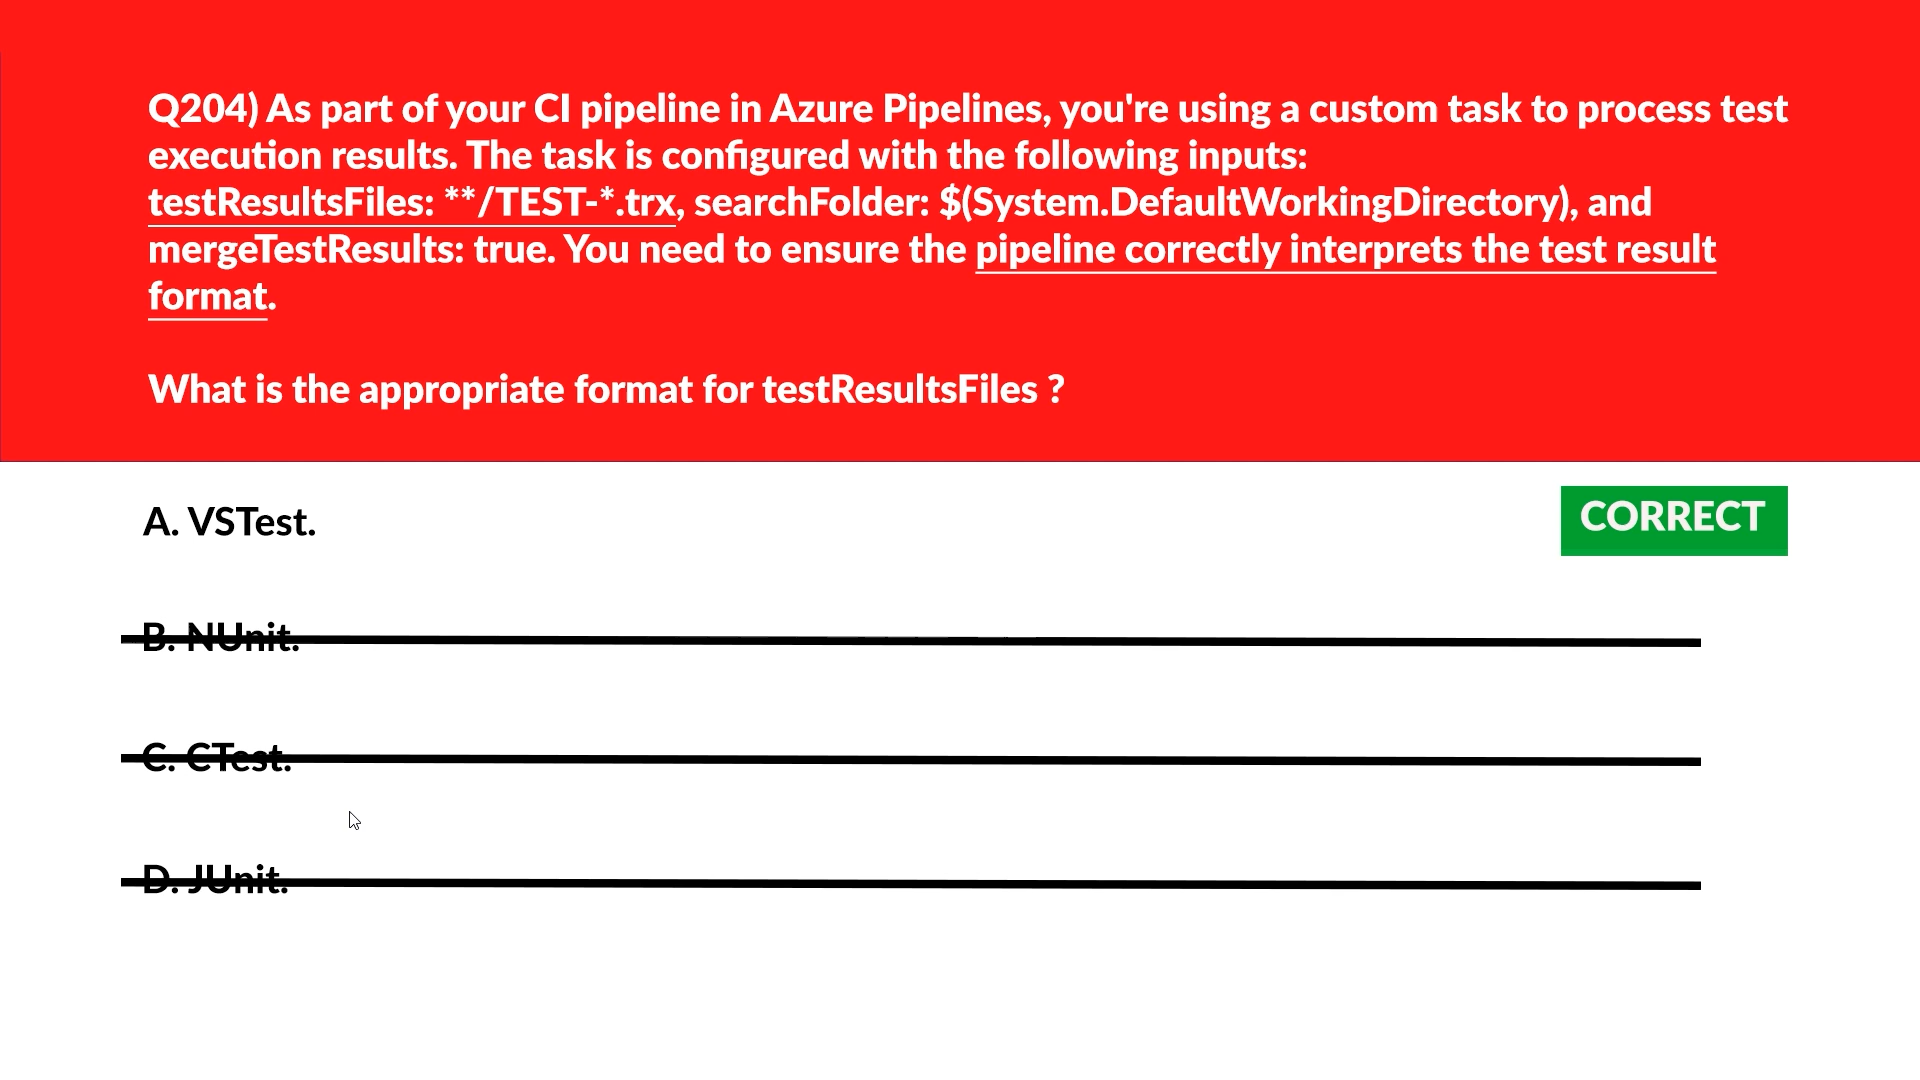 Q204) As part of your CI pipeline in Azure Pipelines, you're using a custom task to process test
execution results. The task is configured with the following inputs:
testResultsFiles: **/TEST-*.trx, searchFolder: $(System.DefaultWorkingDirectory), and
mergeTestResults: true. You need to ensure the pipeline correctly interprets the test result
format.
What is the appropriate format for testResultsFiles ?
A. VSTest.
CORRECT
B. NUnit.
C. CTest.
D. JUnit.